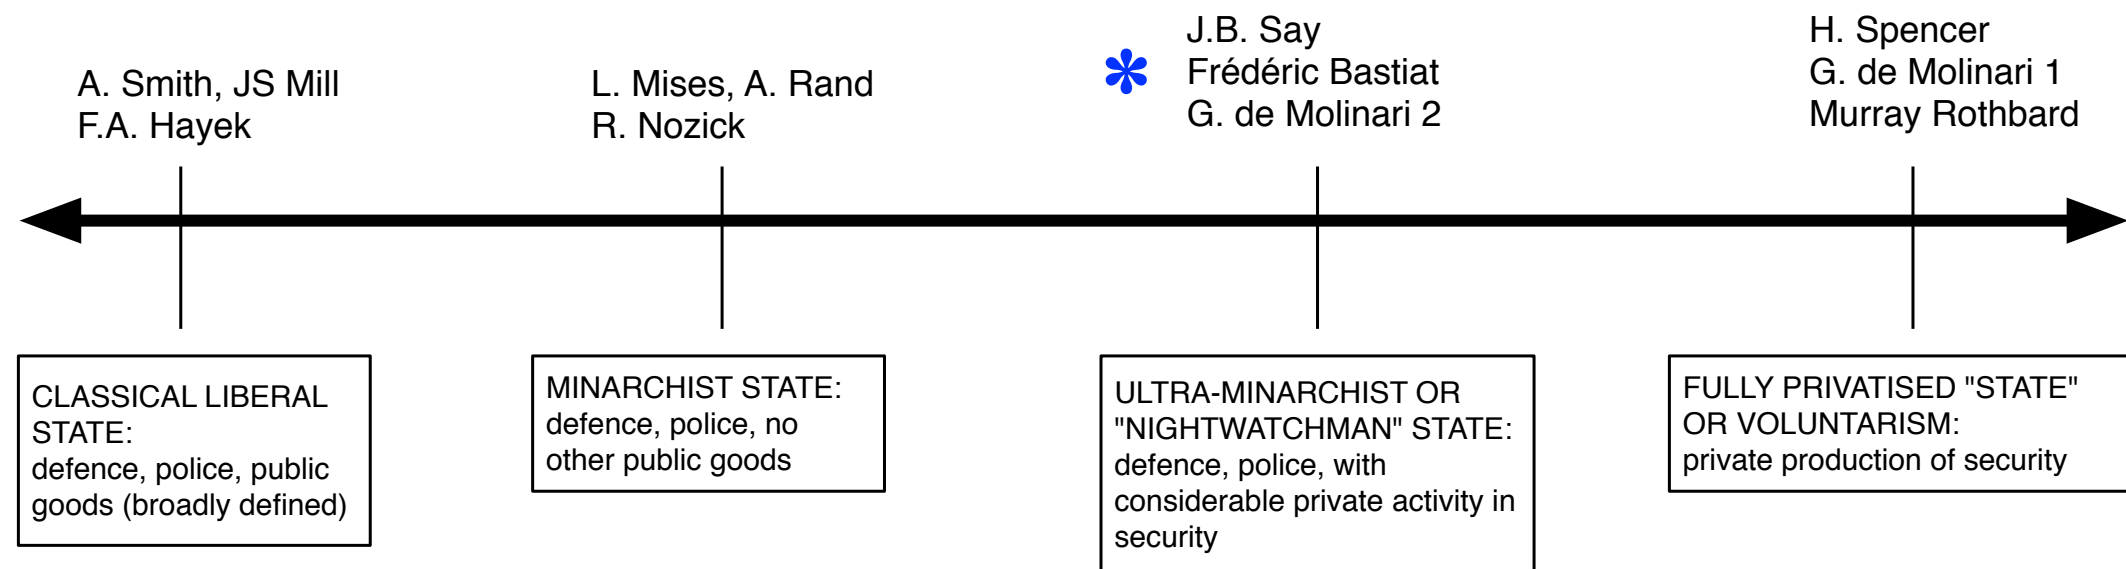 A. Smith, JS Mill
F.A. Hayek
L. Mises, A. Rand
R. Nozick
J.B. Say
Frédéric Bastiat
G. de Molinari 2
H. Spencer
G. de Molinari 1
Murray Rothbard
CLASSICAL LIBERAL
STATE:
defence, police, public
goods (broadly defined)
MINARCHIST STATE:
defence, police, no
other public goods
ULTRA-MINARCHIST OR
"NIGHTWATCHMAN" STATE:
defence, police, with
considerable private activity in
security
FULLY PRIVATISED "STATE"
OR VOLUNTARISM:
private production of security